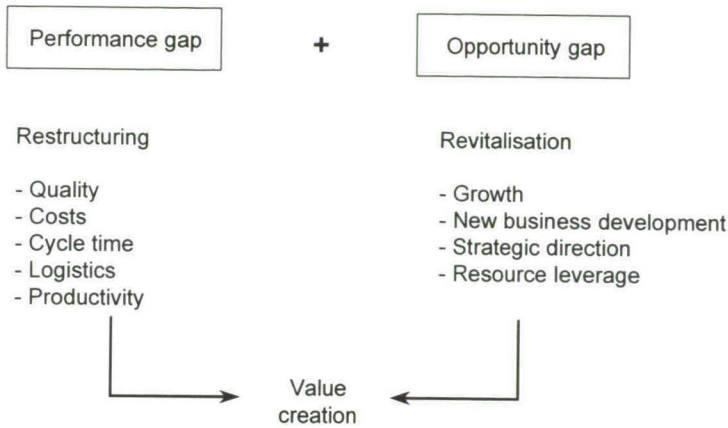 Performance gap
+
Opportunity gap
Restructuring
- Quality
- Costs
- Cycle time
- Logistics
- Productivity
Revitalisation
- Growth
- New business development
- Strategic direction
- Resource leverage
Value
creation